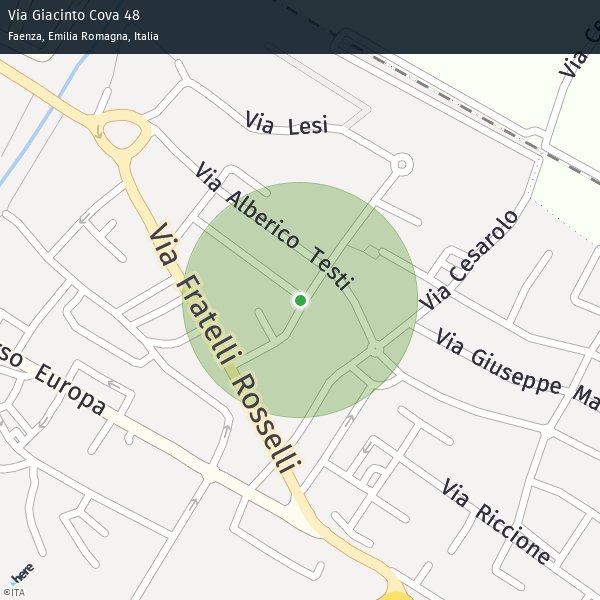 Via Giacinto Cova 48
Faenza, Emilia Romagna, Italia
Via Ce
Via Lesi
Via Alberico Testi
Via Cesarolo
Via Fratelli Rosselli
Via Giuseppe Ma
rso Europa
Via Riccione
here
©ITA